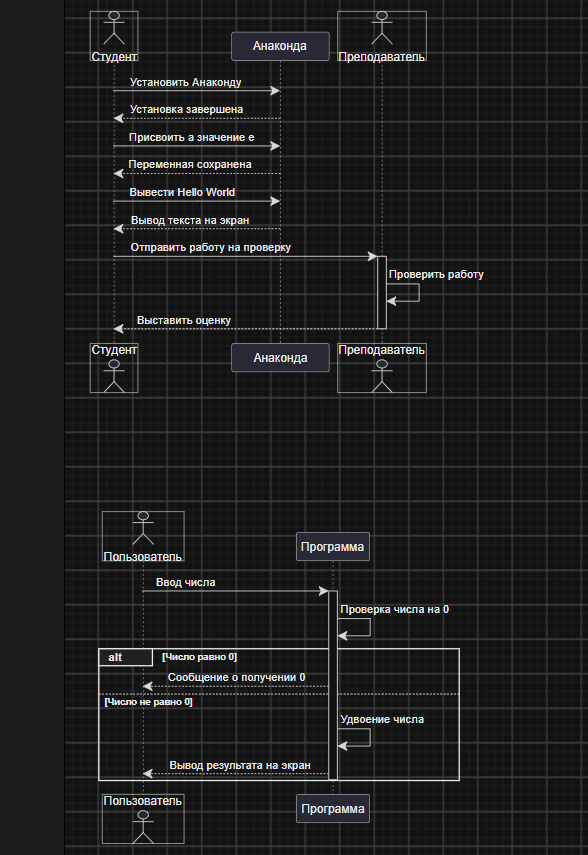 Студент
Анаконда
Преподаватель
Установить Анаконду
Установка завершена
Присвоить а значение е
Переменная сохранена
Вывести Hello World
Вывод текста на экран
Отправить работу на проверку
Проверить работу
Выставить оценку
Студент
Анаконда
Преподаватель
Пользователь
Программа
Ввод числа
Проверка числа на 0
alt
[Число равно 0]
Сообщение о получении 0
[Число не равно 0]
Удвоение числа
Вывод результата на экран
Пользователь
Программа